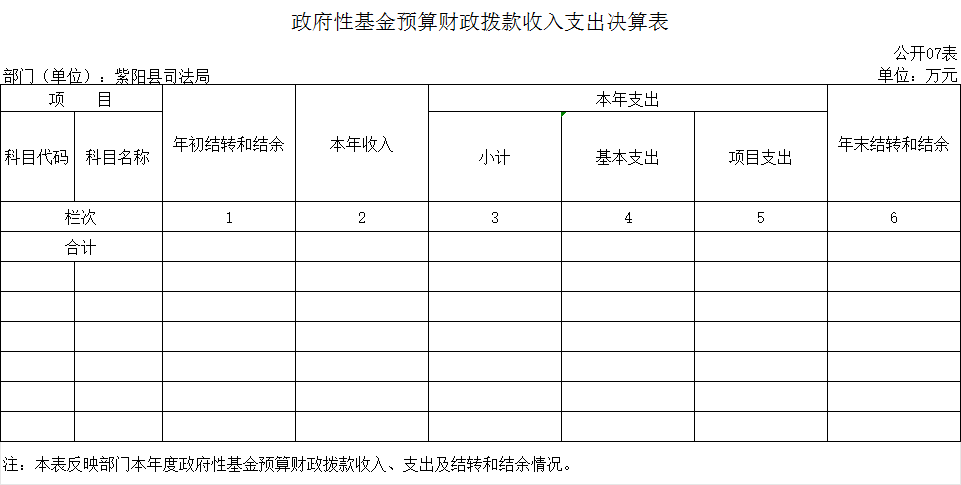 政府性基金预算财政拨款收入支出决算表
公开07表
部门（单位）：紫阳县司法局 单位：万元
项 目 年初结转和结余 本年收入 本年支出 年末结转和结余
科目代码 科目名称 小计 基本支出 项目支出
栏次 1 2 3 4 5 6
合计
注：本表反映部门本年度政府性基金预算财政拨款收入、支出及结转和结余情况。